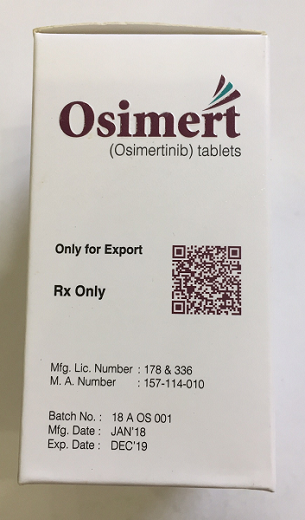 Osimert
(Osimertinib) tablets
Only for Export
Rx Only
Mfg. Lic. Number : 178 & 336
M. A. Number : 157-114-010
Batch No. : 18 A OS 001
Mfg. Date : JAN'18
Exp. Date : DEC'19